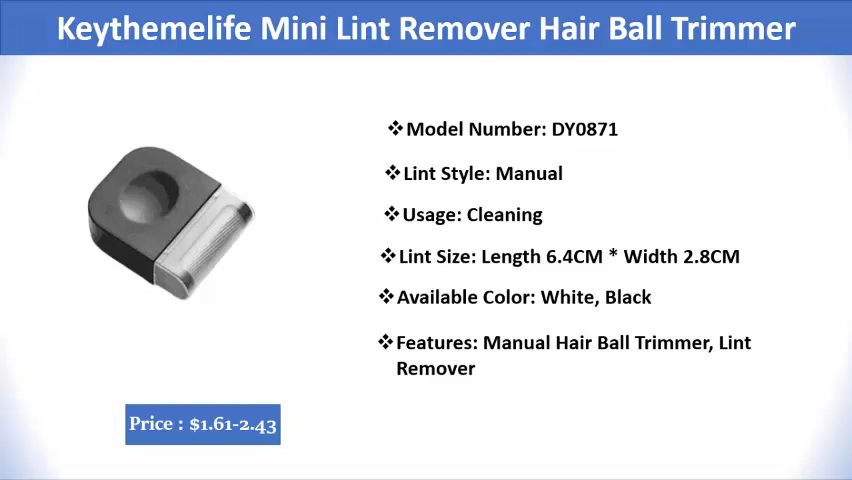 Keythemelife Mini Lint Remover Hair Ball Trimmer
❖Model Number: DY0871
❖Lint Style: Manual
❖Usage: Cleaning
❖Lint Size: Length 6.4CM * Width 2.8CM
❖Available Color: White, Black
❖Features: Manual Hair Ball Trimmer, Lint
Remover
Price : $1.61-2.43